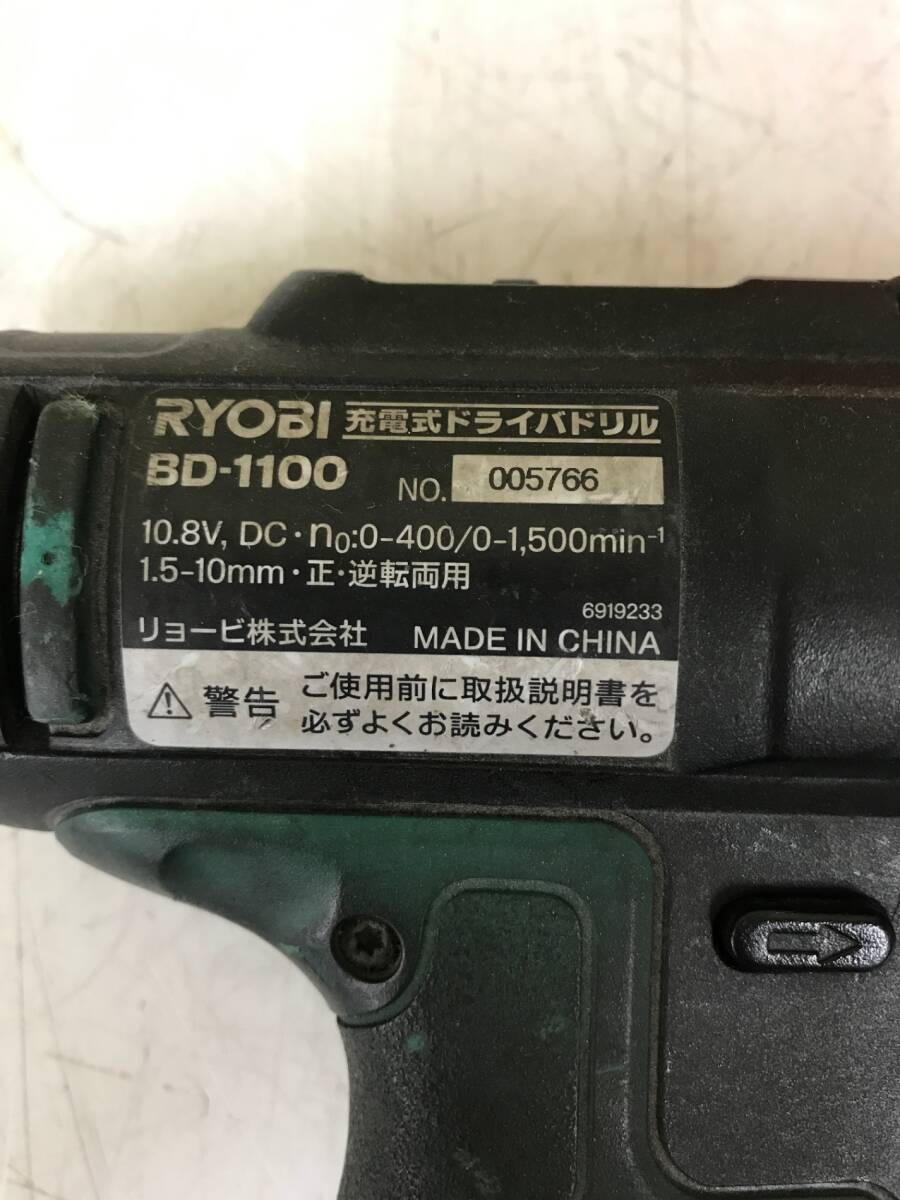 RYOBI 充電式ドライバドリル
BD-1100 NO. 005766
10.8V, DC・n₀:0-400/0-1,500min⁻¹
1.5-10mm・正・逆転両用
6919233
リョービ株式会社 MADE IN CHINA
警告 ご使用前に取扱説明書を
必ずよくお読みください。